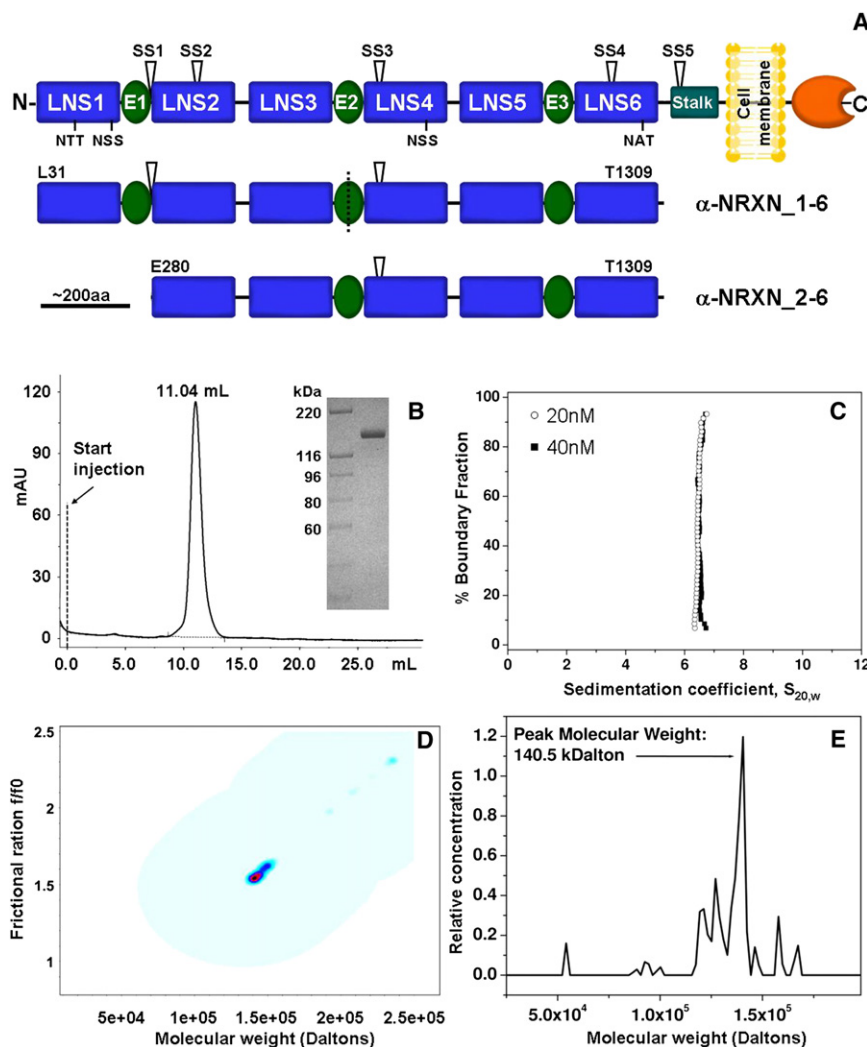 A
SS1 SS2 SS3 SS4 SS5
N- LNS1 E1 LNS2 LNS3 E2 LNS4 LNS5 E3 LNS6 Stalk Cell membrane -C
NTT NSS NSS NAT
L31 T1309
α-NRXN_1-6
E280 T1309
~200aa
α-NRXN_2-6
B
120
90
60
30
0
mAU
11.04 mL
Start
injection
kDa
220
116
96
80
60
0.0 5.0 10.0 15.0 20.0 25.0 mL
C
100
80
60
40
20
0
% Boundary Fraction
20nM
40nM
0 2 4 6 8 10 12
Sedimentation coefficient, S20,w
D
2.5
2
1.5
1
Frictional ration f/f0
5e+04 1e+05 1.5e+05 2e+05 2.5e+05
Molecular weight (Daltons)
E
Peak Molecular Weight:
140.5 kDalton
1.2
1.0
0.8
0.6
0.4
0.2
0.0
Relative concentration
5.0x10⁴ 1.0x10⁵ 1.5x10⁵
Molecular weight (Daltons)